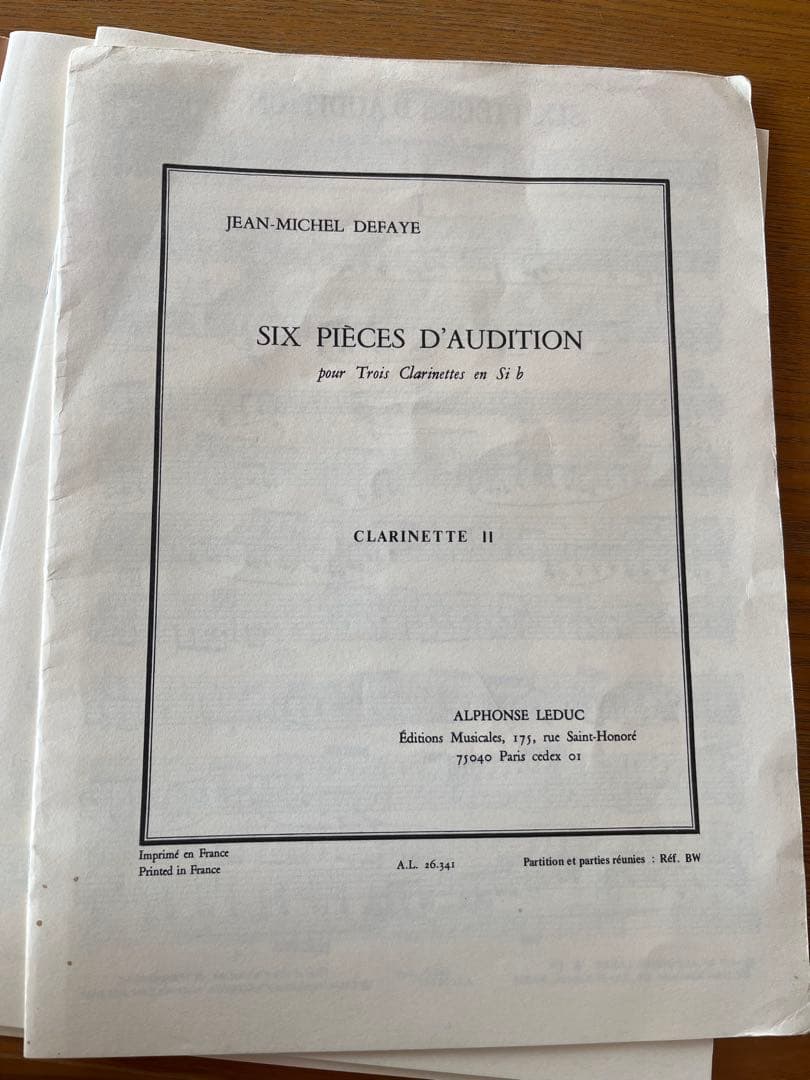 JEAN-MICHEL DEFAYE
SIX PIÈCES D'AUDITION
pour Trois Clarinettes en Si b
CLARINETTE II
ALPHONSE LEDUC
Éditions Musicales, 175, rue Saint-Honoré
75040 Paris cedex 01
Imprimé en France
Printed in France
A.L. 26.341
Partition et parties réunies : Réf. BW